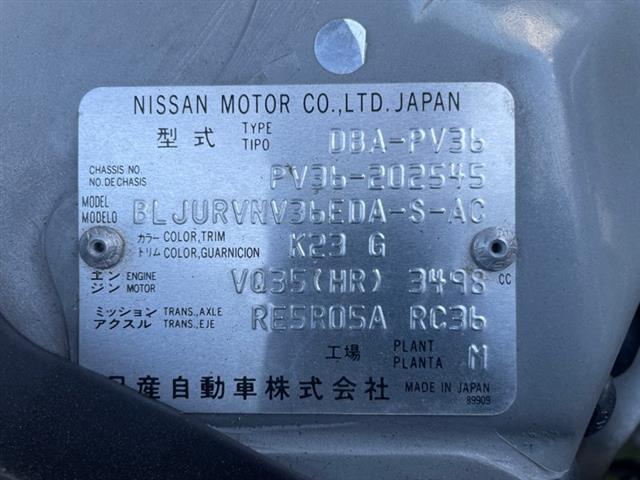 NISSAN MOTOR CO.,LTD. JAPAN
型式 TYPE TIPO DBA-PV36
CHASSIS NO. NO.DE CHASIS PV36-202545
MODEL MODELO BLJURVNV36EDA-S-AC
カラー COLOR,TRIM トリム COLOR,GUARNICION K23 G
エンジン ENGINE MOTOR VQ35(HR) 3498 CC
ミッション TRANS.,AXLE アクスル TRANS.,EJE RE5R05A RC36
工場 PLANT PLANTA M
日産自動車株式会社 MADE IN JAPAN
89909